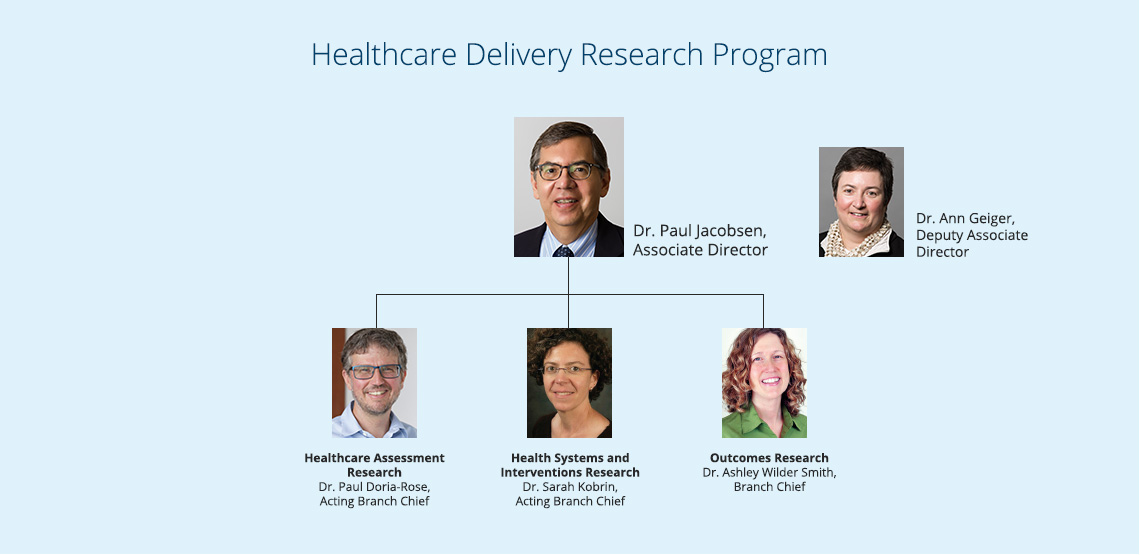 Healthcare Delivery Research Program
Dr. Paul Jacobsen,
Associate Director
Dr. Ann Geiger,
Deputy Associate
Director
Healthcare Assessment
Research
Dr. Paul Doria-Rose,
Acting Branch Chief
Health Systems and
Interventions Research
Dr. Sarah Kobrin,
Acting Branch Chief
Outcomes Research
Dr. Ashley Wilder Smith,
Branch Chief